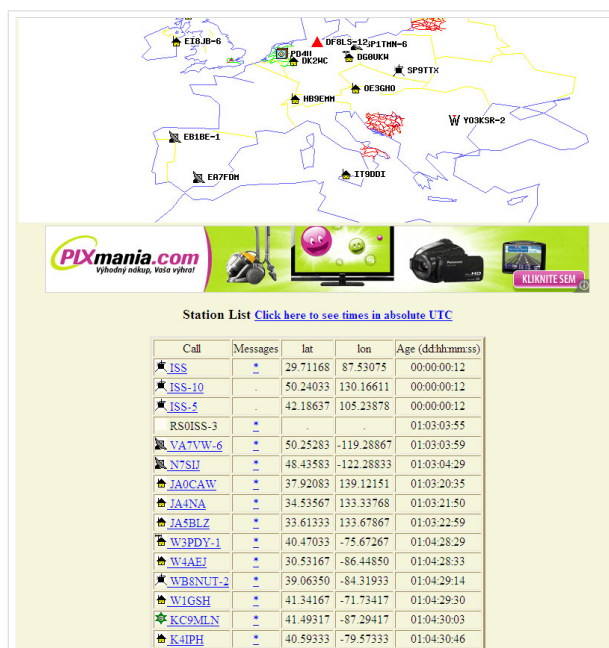 EI8JB-6
DF8LS-12
SP1TMN-6
PD4U
DK2WC
DG0UKW
SP9TTX
OE3GHO
HB9EMM
YO3KSR-2
EB1BE-1
EA7FDM
IT9DDI
PIXmania.com
Výhodný nákup, Vaša výhra!
KLIKNITE SEM
Station List Click here to see times in absolute UTC
Call Messages lat lon Age (dd:hh:mm:ss)
ISS * 29.71168 87.53075 00:00:00:12
ISS-10 . 50.24033 130.16611 00:00:00:12
ISS-5 . 42.18637 105.23878 00:00:00:12
RS0ISS-3 * . . 01:03:03:55
VA7VW-6 * 50.25283 -119.28867 01:03:03:59
N7SIJ * 48.43583 -122.28833 01:03:04:29
JA0CAW * 37.92083 139.12151 01:03:20:35
JA4NA * 34.53567 133.33768 01:03:21:50
JA5BLZ * 33.61333 133.67867 01:03:22:59
W3PDY-1 * 40.47033 -75.67267 01:04:28:29
W4AEJ * 30.53167 -86.44850 01:04:28:33
WB8NUT-2 * 39.06350 -84.31933 01:04:29:14
W1GSH * 41.34167 -71.73417 01:04:29:30
KC9MLN * 41.49317 -87.29417 01:04:30:03
K4IPH * 40.59333 -79.57333 01:04:30:46